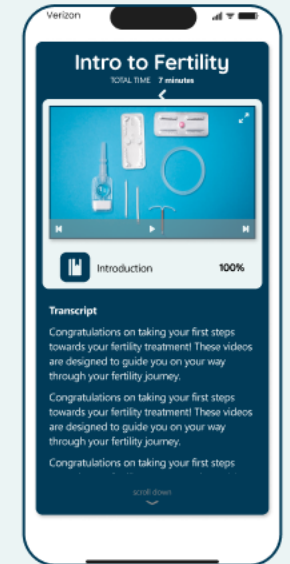 Verizon
Intro to Fertility
TOTAL TIME 7 minutes
Introduction 100%
Transcript
Congratulations on taking your first steps
towards your fertility treatment! These videos
are designed to guide you on your way
through your fertility journey.
Congratulations on taking your first steps
towards your fertility treatment! These videos
are designed to guide you on your way
through your fertility journey.
Congratulations on taking your first steps
scroll down